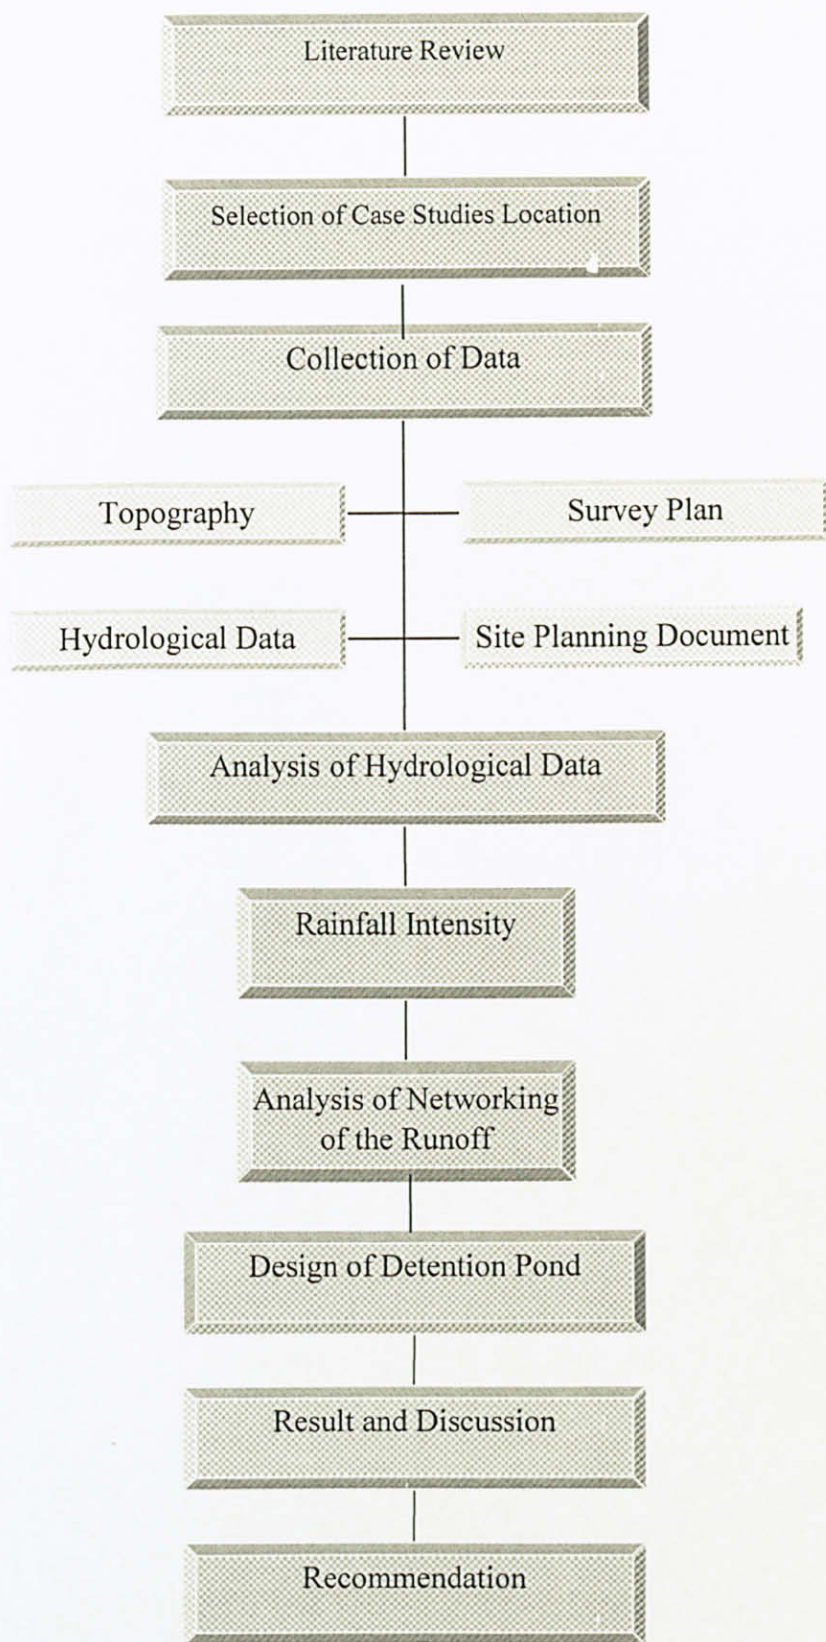 Literature Review
Selection of Case Studies Location
Collection of Data
Topography
Survey Plan
Hydrological Data
Site Planning Document
Analysis of Hydrological Data
Rainfall Intensity
Analysis of Networking
of the Runoff
Design of Detention Pond
Result and Discussion
Recommendation